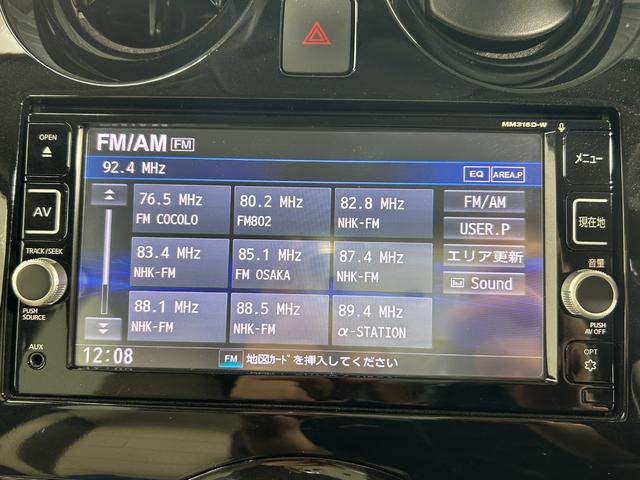 MM316D-W
OPEN
AV
TRACK/SEEK
PUSH SOURCE
AUX
FM/AM FM
92.4 MHz
EQ AREA.P
76.5 MHz
FM COCOLO
80.2 MHz
FM802
82.8 MHz
NHK-FM
83.4 MHz
NHK-FM
85.1 MHz
FM OSAKA
87.4 MHz
NHK-FM
88.1 MHz
NHK-FM
88.5 MHz
NHK-FM
89.4 MHz
α-STATION
FM/AM
USER.P
エリア更新
Sound
12:08
FM 地図ｶｰﾄﾞを挿入してください
メニュー
現在地
音量
PUSH
AV OFF
OPT